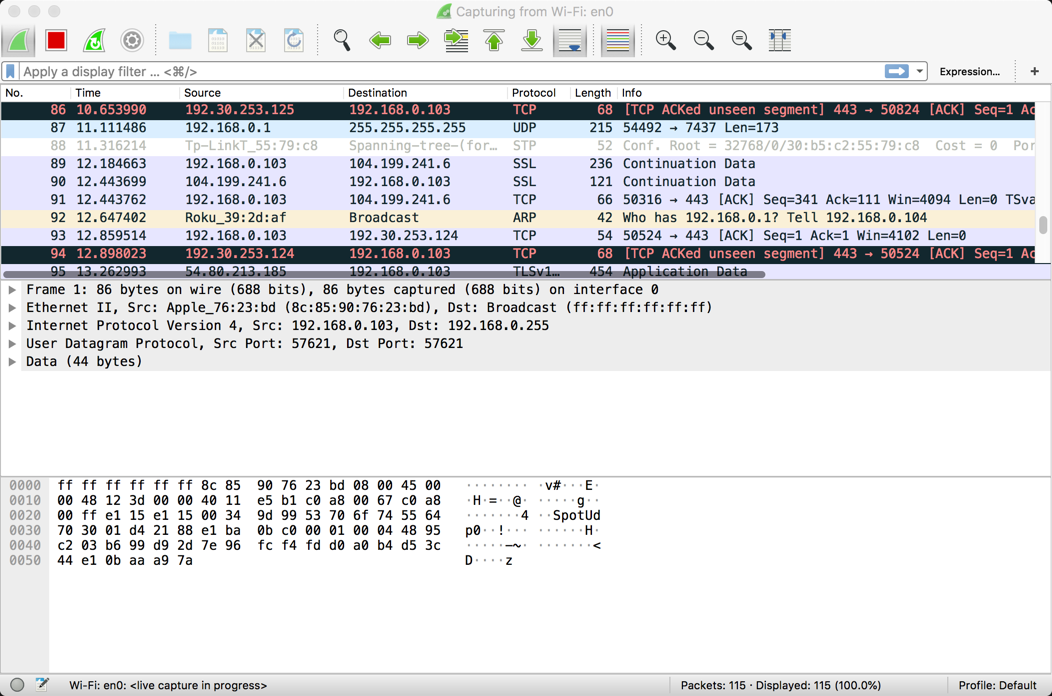 Capturing from Wi-Fi: en0
Apply a display filter ... <⌘/>
Expression...
+
No. Time Source Destination Protocol Length Info
86 10.653990 192.30.253.125 192.168.0.103 TCP 68 [TCP ACKed unseen segment] 443 → 50824 [ACK] Seq=1 Ac
87 11.111486 192.168.0.1 255.255.255.255 UDP 215 54492 → 7437 Len=173
88 11.316214 Tp-LinkT_55:79:c8 Spanning-tree-(for… STP 52 Conf. Root = 32768/0/30:b5:c2:55:79:c8 Cost = 0 Por
89 12.184663 192.168.0.103 104.199.241.6 SSL 236 Continuation Data
90 12.443699 104.199.241.6 192.168.0.103 SSL 121 Continuation Data
91 12.443762 192.168.0.103 104.199.241.6 TCP 66 50316 → 443 [ACK] Seq=341 Ack=111 Win=4094 Len=0 TSva
92 12.647402 Roku_39:2d:af Broadcast ARP 42 Who has 192.168.0.1? Tell 192.168.0.104
93 12.859514 192.168.0.103 192.30.253.124 TCP 54 50524 → 443 [ACK] Seq=1 Ack=1 Win=4102 Len=0
94 12.898023 192.30.253.124 192.168.0.103 TCP 68 [TCP ACKed unseen segment] 443 → 50524 [ACK] Seq=1 Ac
95 13.262993 54.80.213.185 192.168.0.103 TLSv1… 454 Application Data
Frame 1: 86 bytes on wire (688 bits), 86 bytes captured (688 bits) on interface 0
Ethernet II, Src: Apple_76:23:bd (8c:85:90:76:23:bd), Dst: Broadcast (ff:ff:ff:ff:ff:ff)
Internet Protocol Version 4, Src: 192.168.0.103, Dst: 192.168.0.255
User Datagram Protocol, Src Port: 57621, Dst Port: 57621
Data (44 bytes)
0000 ff ff ff ff ff ff 8c 85 90 76 23 bd 08 00 45 00 ········ ·v#···E·
0010 00 48 12 3d 00 00 40 11 e5 b1 c0 a8 00 67 c0 a8 ·H·=··@· ·····g··
0020 00 ff e1 15 e1 15 00 34 9d 99 53 70 6f 74 55 64 ·······4 ··SpotUd
0030 70 30 01 d4 21 88 e1 ba 0b c0 00 01 00 04 48 95 p0··!··· ······H·
0040 c2 03 b6 99 d9 2d 7e 96 fc f4 fd d0 a0 b4 d5 3c ·····-~· ·······<
0050 44 e1 0b aa a9 7a D····z
Wi-Fi: en0: <live capture in progress>
Packets: 115 · Displayed: 115 (100.0%)
Profile: Default